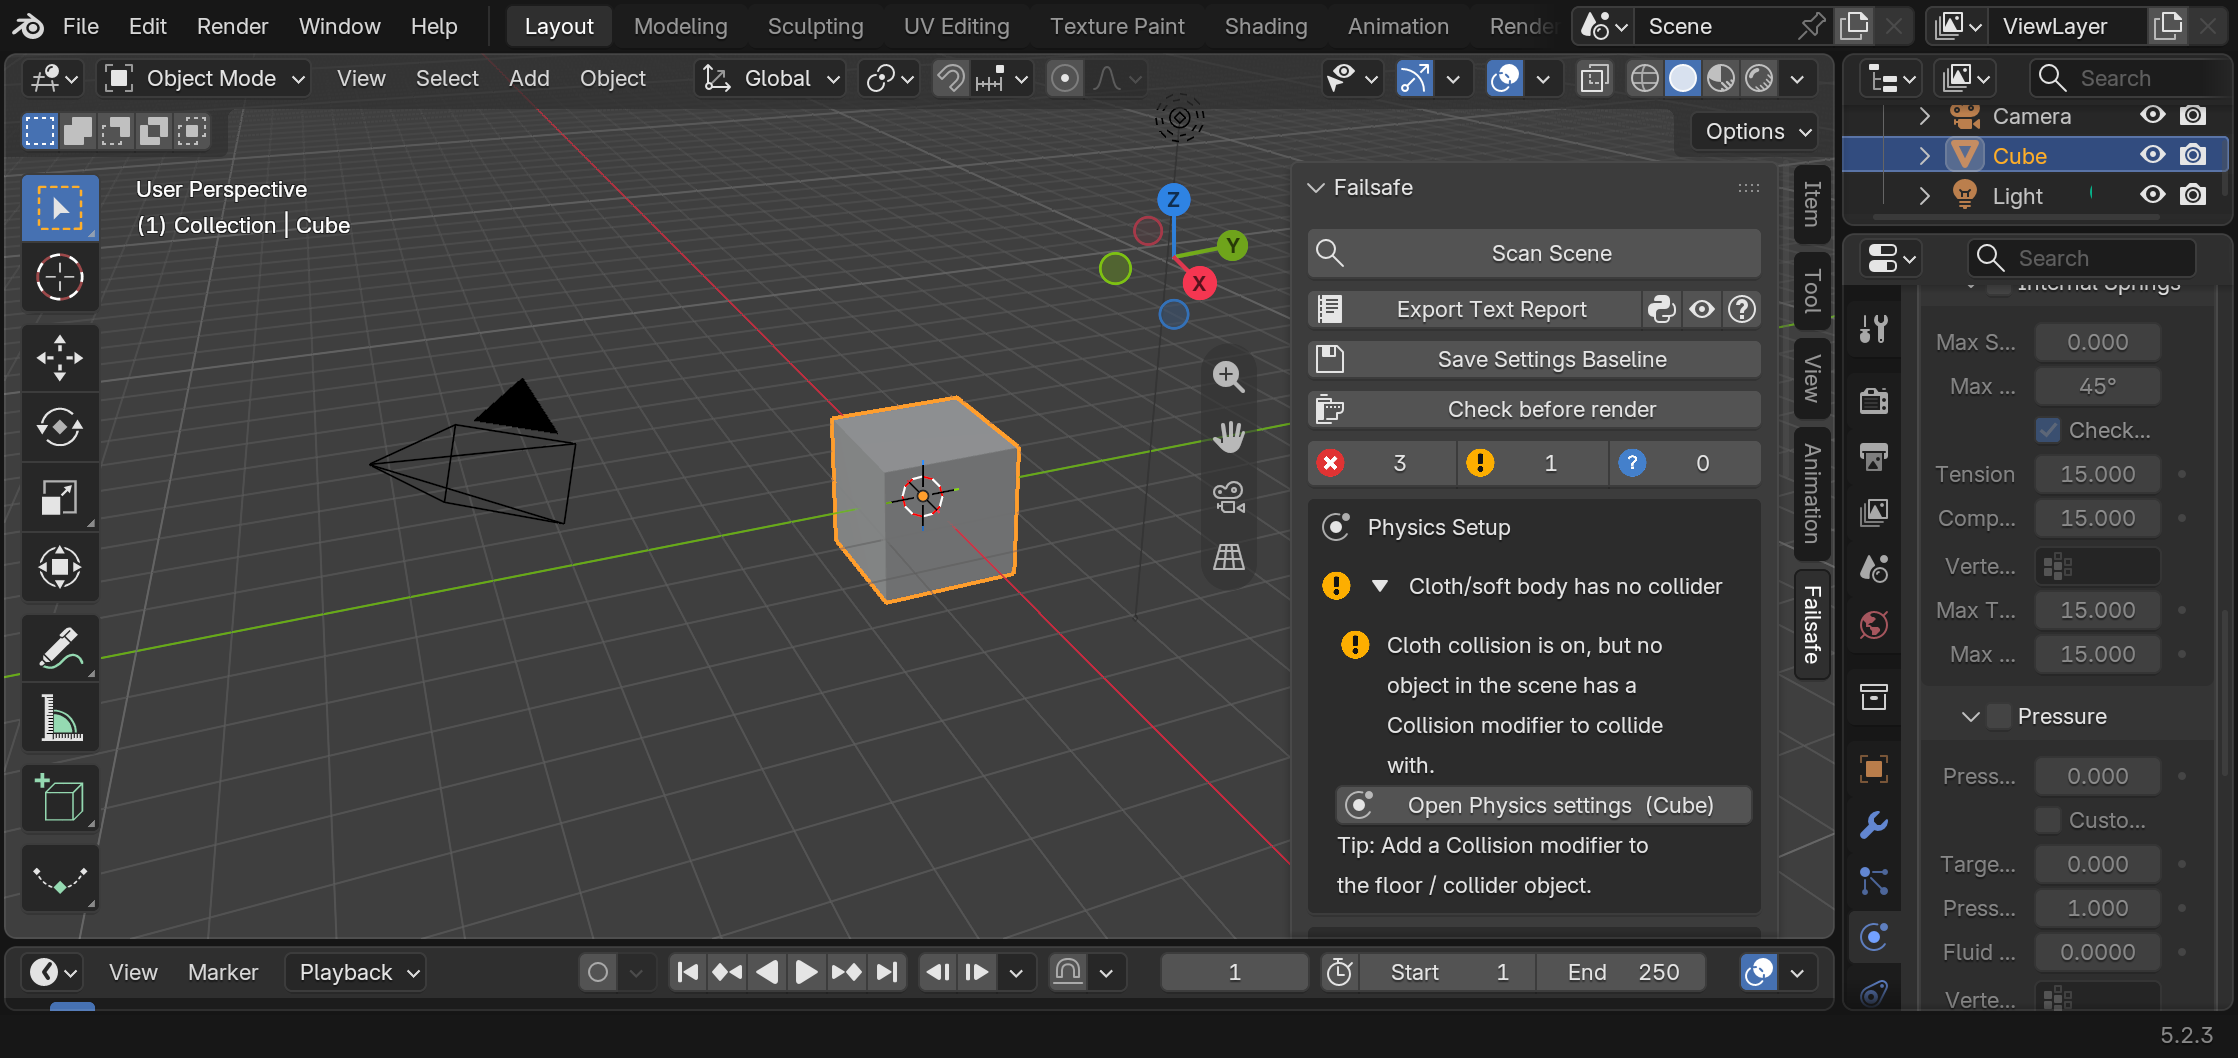 File Edit Render Window Help Layout Modeling Sculpting UV Editing Texture Paint Shading Animation Render Scene ViewLayer
Object Mode View Select Add Object Global Search
Options
Camera
Cube
Light
User Perspective
(1) Collection | Cube
Z
Y
X
Failsafe
Scan Scene
Export Text Report
Save Settings Baseline
Check before render
3 1 0
Physics Setup
Cloth/soft body has no collider
Cloth collision is on, but no
object in the scene has a
Collision modifier to collide
with.
Open Physics settings (Cube)
Tip: Add a Collision modifier to
the floor / collider object.
Item
Tool
View
Animation
Failsafe
Search
Internal Springs
Max S... 0.000
Max ... 45°
Check...
Tension 15.000
Comp... 15.000
Verte...
Max T... 15.000
Max ... 15.000
Pressure
Press... 0.000
Custo...
Targe... 0.000
Press... 1.000
Fluid ... 0.0000
Verte...
View Marker Playback 1 Start 1 End 250
5.2.3